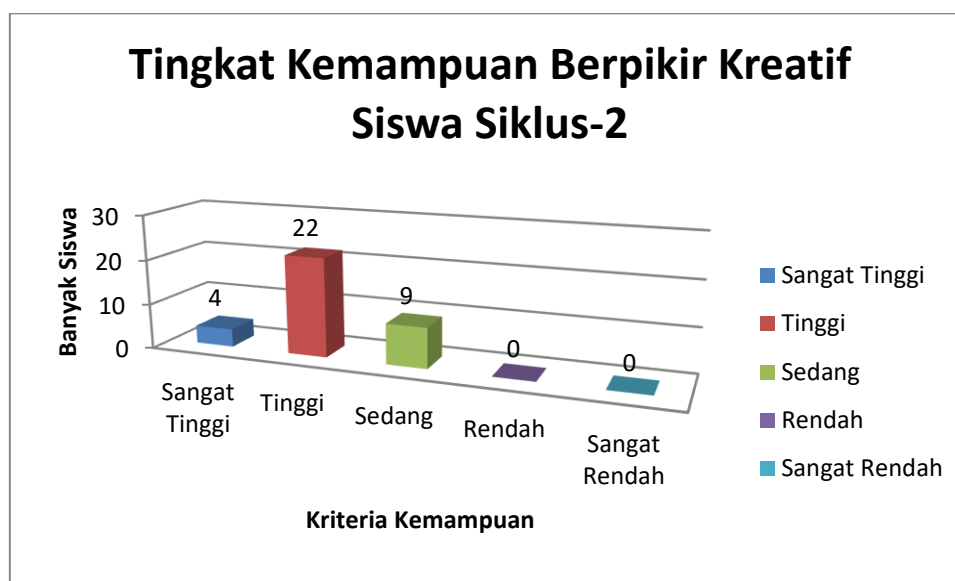 Tingkat Kemampuan Berpikir Kreatif
Siswa Siklus-2
Banyak Siswa
30
20
10
0
4
22
9
0
0
Sangat
Tinggi
Tinggi
Sedang
Rendah
Sangat
Rendah
Kriteria Kemampuan
Sangat Tinggi
Tinggi
Sedang
Rendah
Sangat Rendah